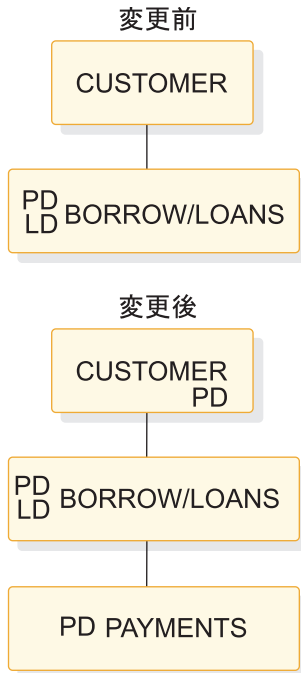 変更前
CUSTOMER
PD
LD BORROW/LOANS
変更後
CUSTOMER
PD
PD
LD BORROW/LOANS
PD PAYMENTS